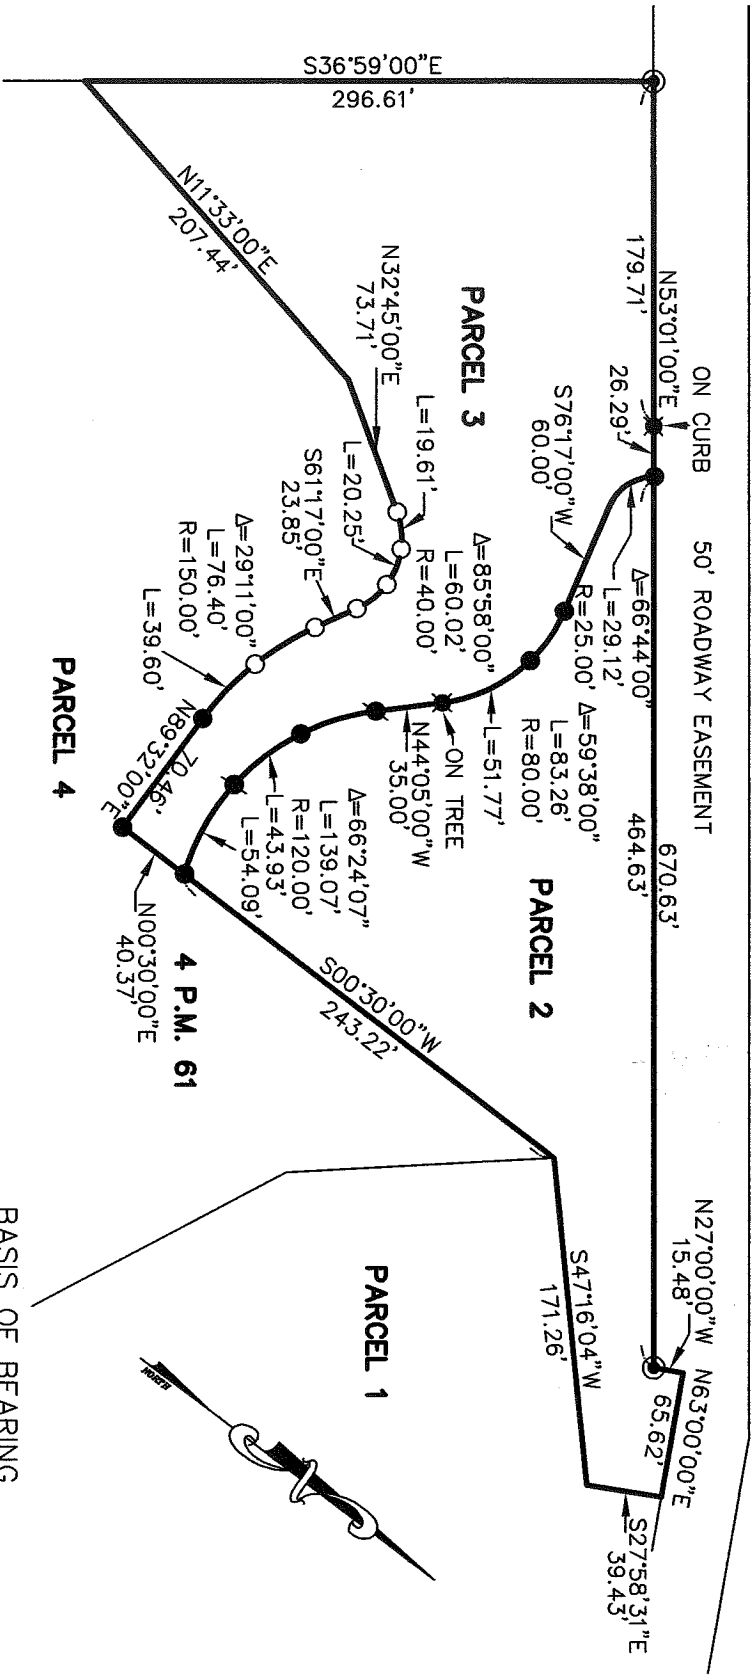 S36°59'00"E
296.61'
N53°01'00"E
179.71'
ON CURB
26.29'
50' ROADWAY EASEMENT
670.63'
464.63'
N27°00'00"W
15.48'
N63°00'00"E
65.62'
S27°58'31"E
39.43'
S76°17'00"W
60.00'
Δ=66°44'00"
L=29.12'
R=25.00'
Δ=59°38'00"
L=83.26'
R=80.00'
L=51.77'
ON TREE
N44°05'00"W
35.00'
Δ=66°24'07"
L=139.07'
R=120.00'
L=43.93'
L=54.09'
PARCEL 2
PARCEL 3
N11°33'00"E
207.44'
N32°45'00"E
73.71'
L=19.61'
Δ=85°58'00"
L=60.02'
R=40.00'
L=20.25'
S61°17'00"E
23.85'
Δ=29°11'00"
L=76.40'
R=150.00'
L=39.60'
N89°32'00"E
70.46'
PARCEL 4
N00°30'00"E
40.37'
4 P.M. 61
S00°30'00"W
243.22'
S47°16'04"W
171.26'
PARCEL 1
NORTH
BASIS OF BEARING